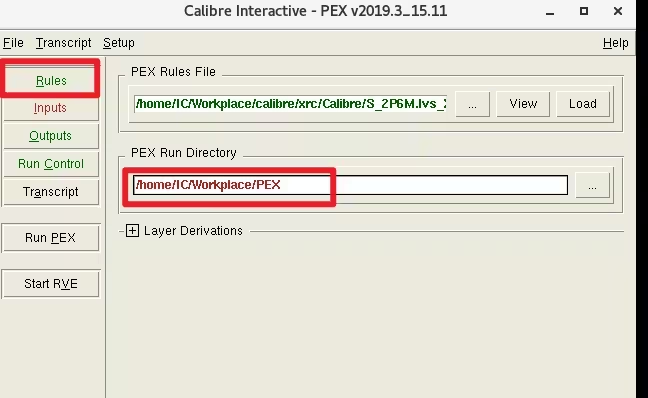 Calibre Interactive - PEX v2019.3_15.11
File Transcript Setup Help
Rules
Inputs
Outputs
Run Control
Transcript
Run PEX
Start RVE
PEX Rules File
/home/IC/Workplace/calibre/xrc/Calibre/S_2P6M.lvs_
... View Load
PEX Run Directory
/home/IC/Workplace/PEX
...
Layer Derivations